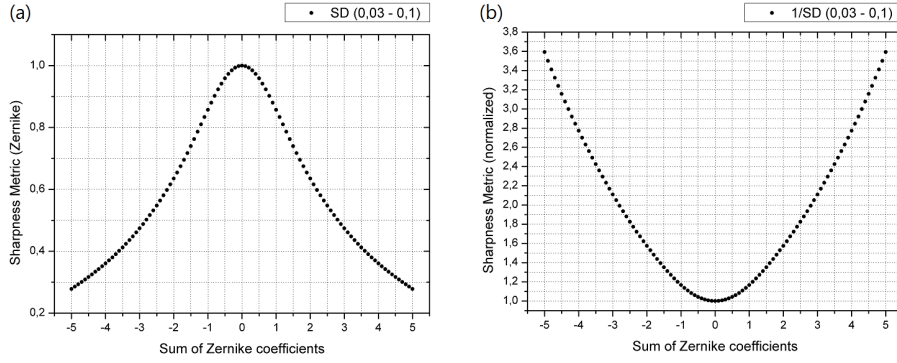 (a)
SD (0,03 - 0,1)
Sharpness Metric (Zernike)
1,0
0,8
0,6
0,4
0,2
-5 -4 -3 -2 -1 0 1 2 3 4 5
Sum of Zernike coefficients
(b)
1/SD (0,03 - 0,1)
Sharpness Metric (normalized)
3,8
3,6
3,4
3,2
3,0
2,8
2,6
2,4
2,2
2,0
1,8
1,6
1,4
1,2
1,0
-5 -4 -3 -2 -1 0 1 2 3 4 5
Sum of Zernike coefficients